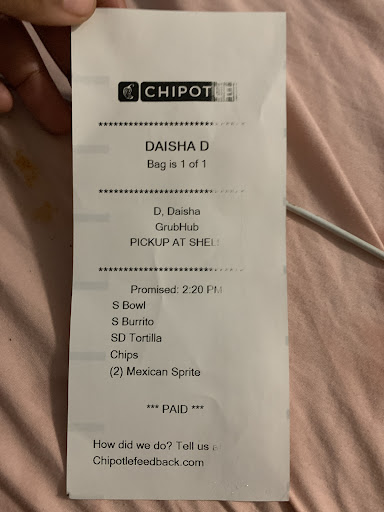 CHIPOTLE
****************************
DAISHA D
Bag is 1 of 1
****************************
D, Daisha
GrubHub
PICKUP AT SHEL
****************************
Promised: 2:20 PM
S Bowl
S Burrito
SD Tortilla
Chips
(2) Mexican Sprite
*** PAID ***
How did we do? Tell us a
Chipotlefeedback.com